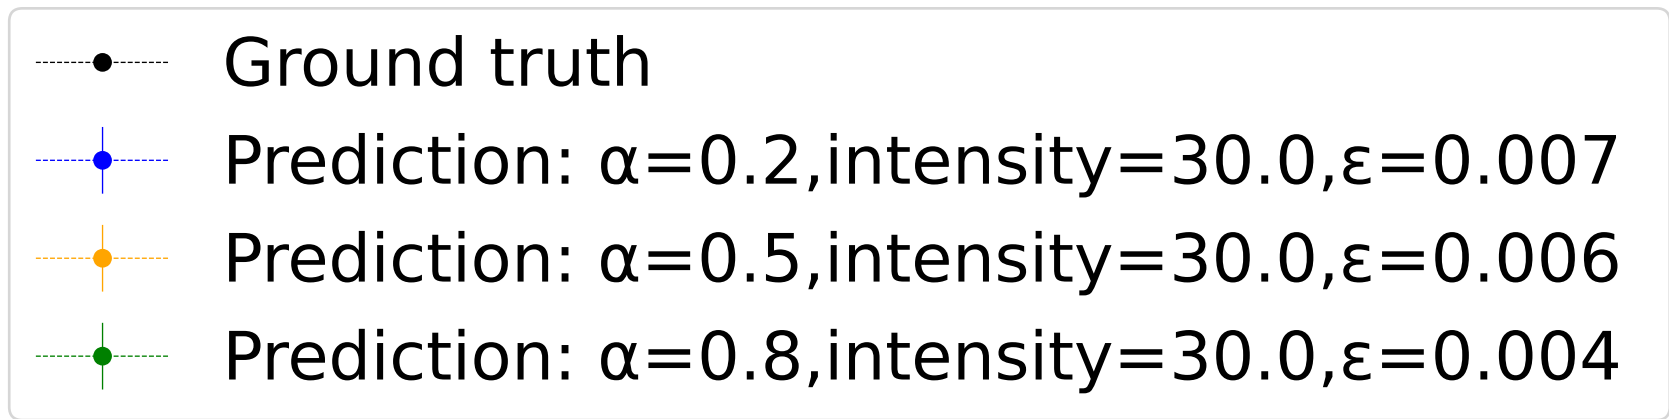 Ground truth
Prediction: α=0.2,intensity=30.0,ε=0.007
Prediction: α=0.5,intensity=30.0,ε=0.006
Prediction: α=0.8,intensity=30.0,ε=0.004